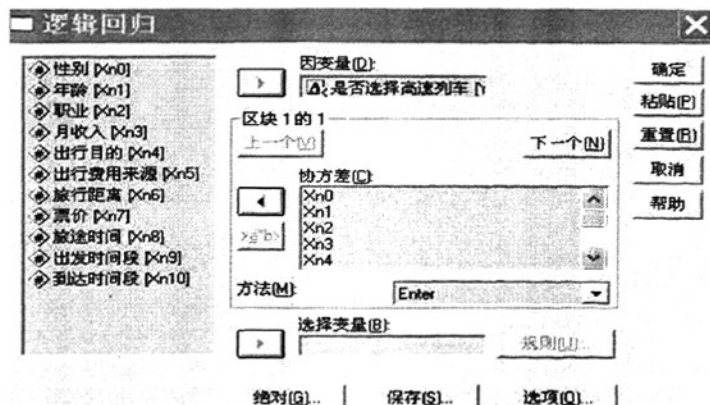 逻辑回归
性别 [Xn0]
年龄 [Xn1]
职业 [Xn2]
月收入 [Xn3]
出行目的 [Xn4]
出行费用来源 [Xn5]
旅行距离 [Xn6]
票价 [Xn7]
旅途时间 [Xn8]
出发时间段 [Xn9]
到达时间段 [Xn10]
因变量(D):
是否选择高速列车 [Y
区块 1 的 1
上一个(V)
下一个(N)
协方差(C):
Xn0
Xn1
Xn2
Xn3
Xn4
>a*b>
方法(M):
Enter
选择变量(B):
规则(U)...
确定
粘贴(P)
重置(R)
取消
帮助
绝对(G)...
保存(S)...
选项(O)...